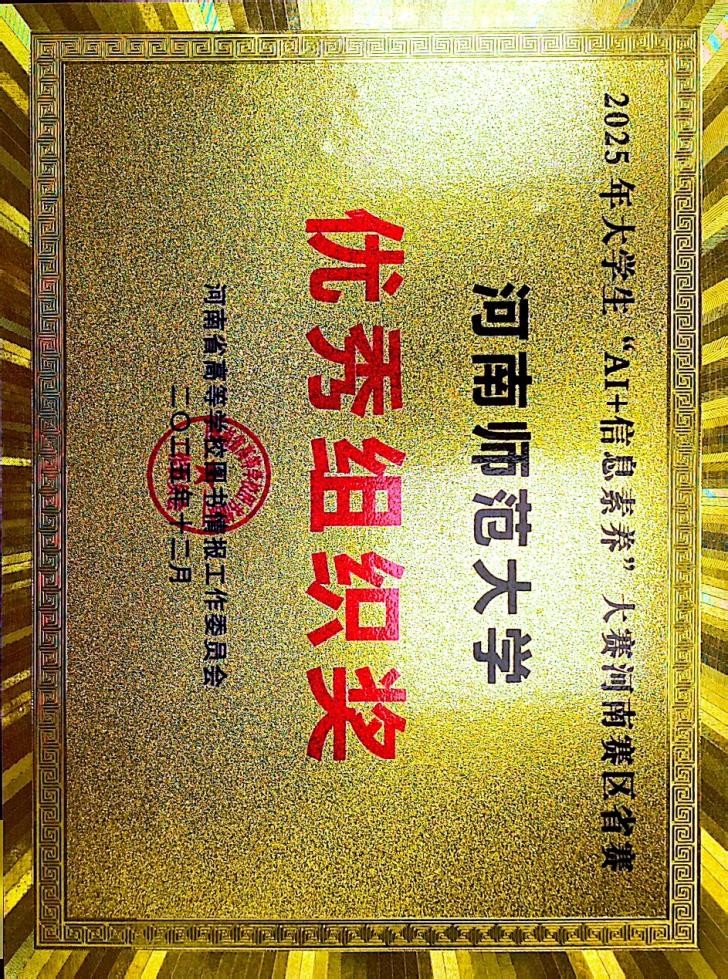 2025年大学生“AI+信息素养”大赛河南赛区省赛
河南师范大学
优秀组织奖
河南省高等学校图书情报工作委员会
二〇二五年十二月